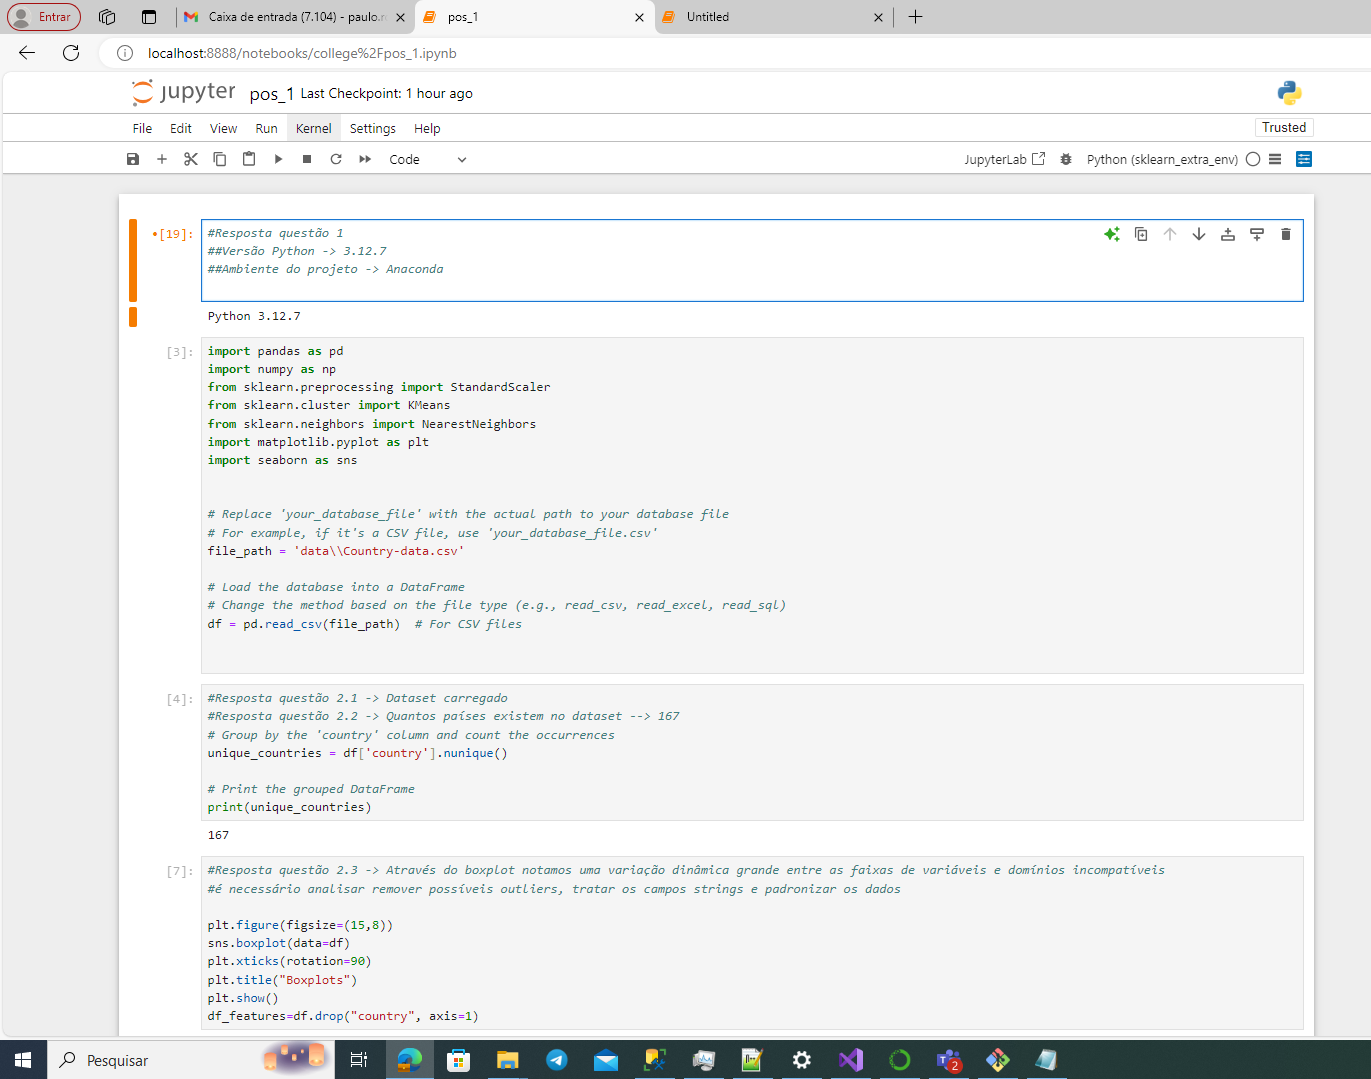 Entrar
Caixa de entrada (7.104) - paulo.r
pos_1
Untitled
localhost:8888/notebooks/college%2Fpos_1.ipynb
jupyter pos_1 Last Checkpoint: 1 hour ago
File Edit View Run Kernel Settings Help
Trusted
Code
JupyterLab
Python (sklearn_extra_env)
•[19]:
#Resposta questão 1
##Versão Python -> 3.12.7
##Ambiente do projeto -> Anaconda
Python 3.12.7
[3]:
import pandas as pd
import numpy as np
from sklearn.preprocessing import StandardScaler
from sklearn.cluster import KMeans
from sklearn.neighbors import NearestNeighbors
import matplotlib.pyplot as plt
import seaborn as sns
# Replace 'your_database_file' with the actual path to your database file
# For example, if it's a CSV file, use 'your_database_file.csv'
file_path = 'data\\Country-data.csv'
# Load the database into a DataFrame
# Change the method based on the file type (e.g., read_csv, read_excel, read_sql)
df = pd.read_csv(file_path)  # For CSV files
[4]:
#Resposta questão 2.1 -> Dataset carregado
#Resposta questão 2.2 -> Quantos países existem no dataset --> 167
# Group by the 'country' column and count the occurrences
unique_countries = df['country'].nunique()
# Print the grouped DataFrame
print(unique_countries)
167
[7]:
#Resposta questão 2.3 -> Através do boxplot notamos uma variação dinâmica grande entre as faixas de variáveis e domínios incompatíveis
#é necessário analisar remover possíveis outliers, tratar os campos strings e padronizar os dados
plt.figure(figsize=(15,8))
sns.boxplot(data=df)
plt.xticks(rotation=90)
plt.title("Boxplots")
plt.show()
df_features=df.drop("country", axis=1)
Pesquisar
2